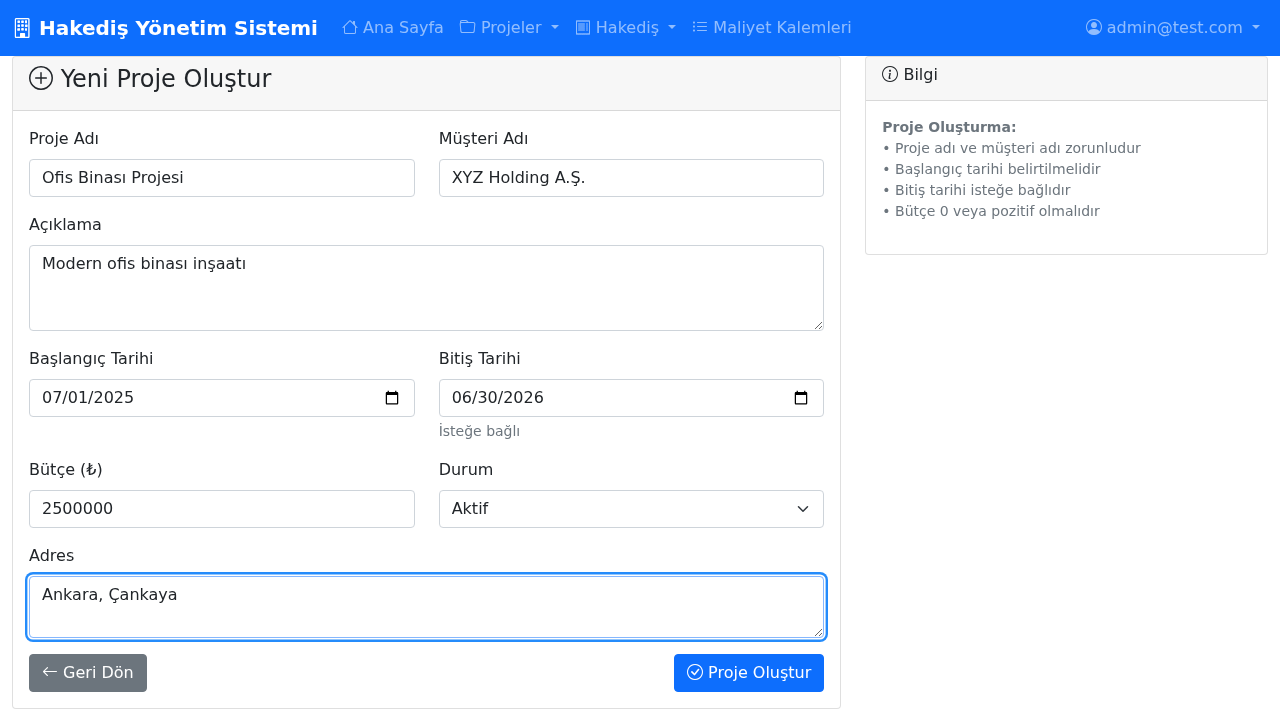 Hakediş Yönetim Sistemi Ana Sayfa Projeler Hakediş Maliyet Kalemleri admin@test.com
Yeni Proje Oluştur
Proje Adı Müşteri Adı
Ofis Binası Projesi XYZ Holding A.Ş.
Açıklama
Modern ofis binası inşaatı
Başlangıç Tarihi Bitiş Tarihi
07/01/2025 06/30/2026
İsteğe bağlı
Bütçe (₺) Durum
2500000 Aktif
Adres
Ankara, Çankaya
Geri Dön Proje Oluştur
Bilgi
Proje Oluşturma:
• Proje adı ve müşteri adı zorunludur
• Başlangıç tarihi belirtilmelidir
• Bitiş tarihi isteğe bağlıdır
• Bütçe 0 veya pozitif olmalıdır